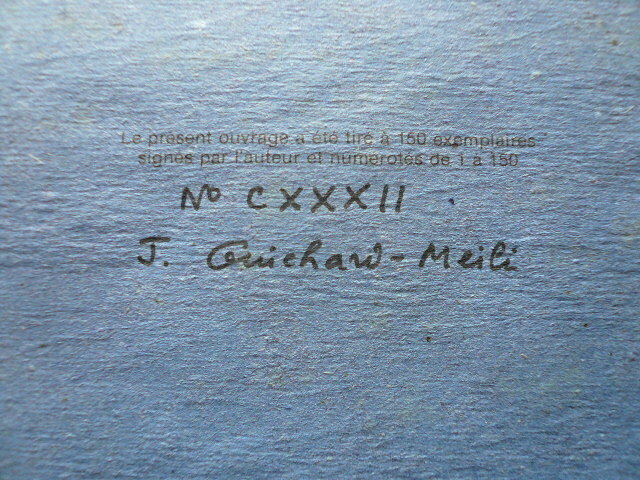 Le présent ouvrage a été tiré à 150 exemplaires
signés par l'auteur et numérotés de 1 à 150
No CXXXII
J. Guichard-Meili